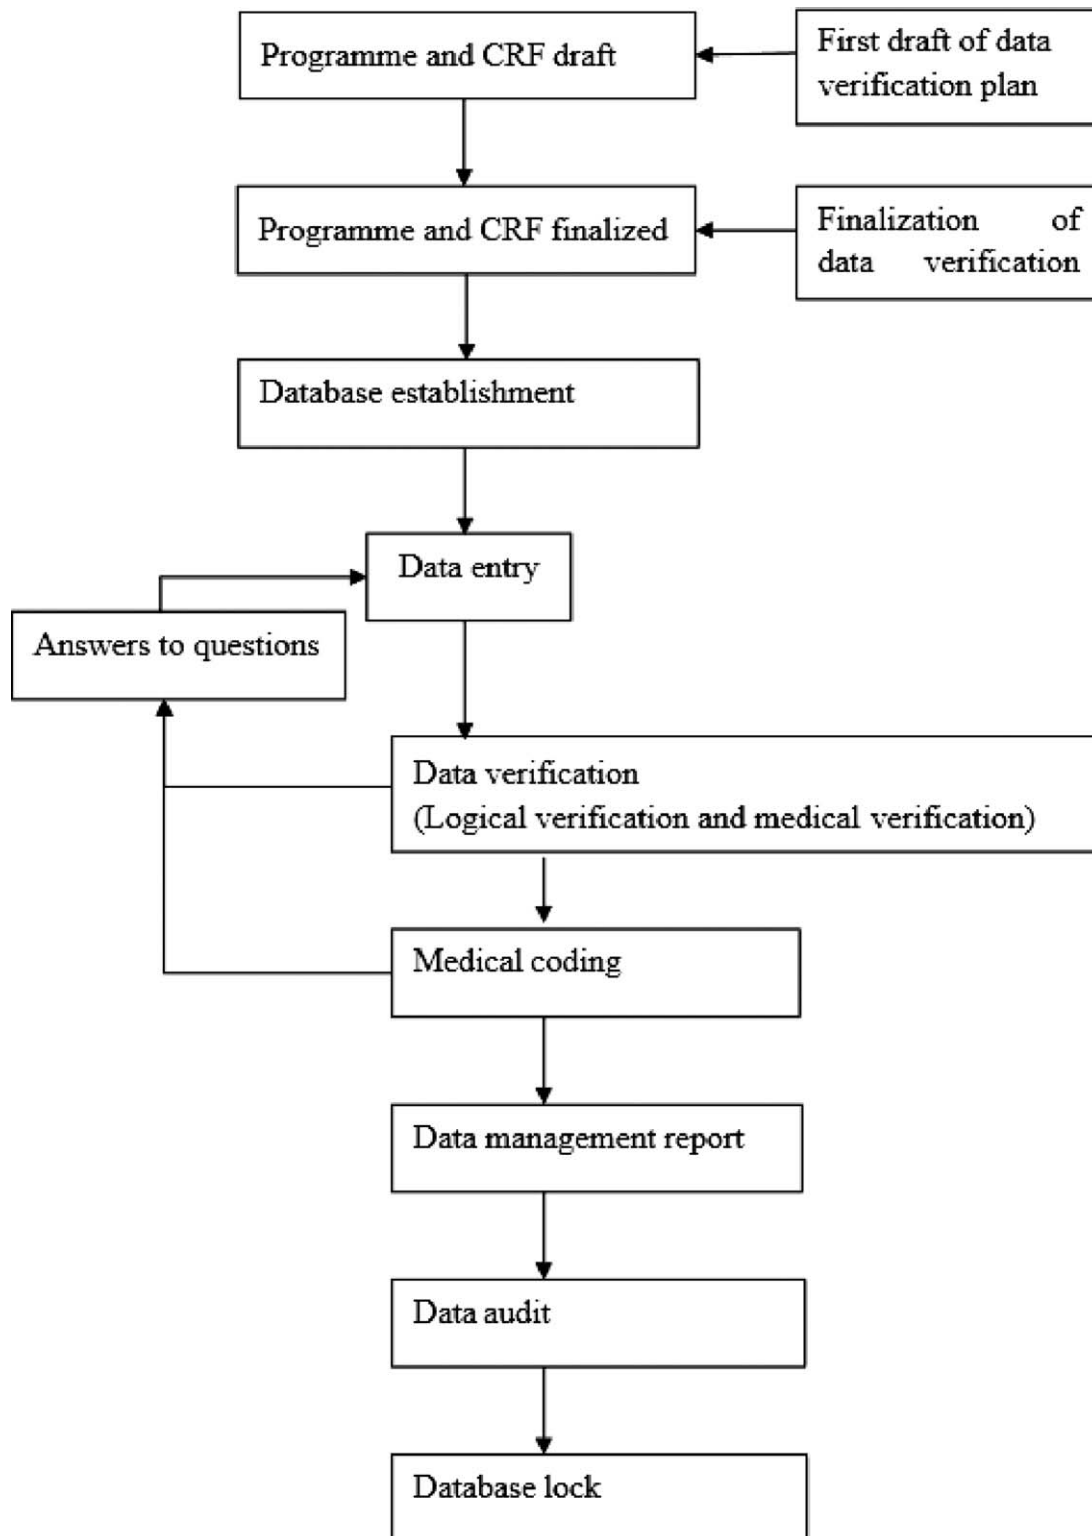 Programme and CRF draft
First draft of data
verification plan
Programme and CRF finalized
Finalization of
data verification
Database establishment
Data entry
Answers to questions
Data verification
(Logical verification and medical verification)
Medical coding
Data management report
Data audit
Database lock